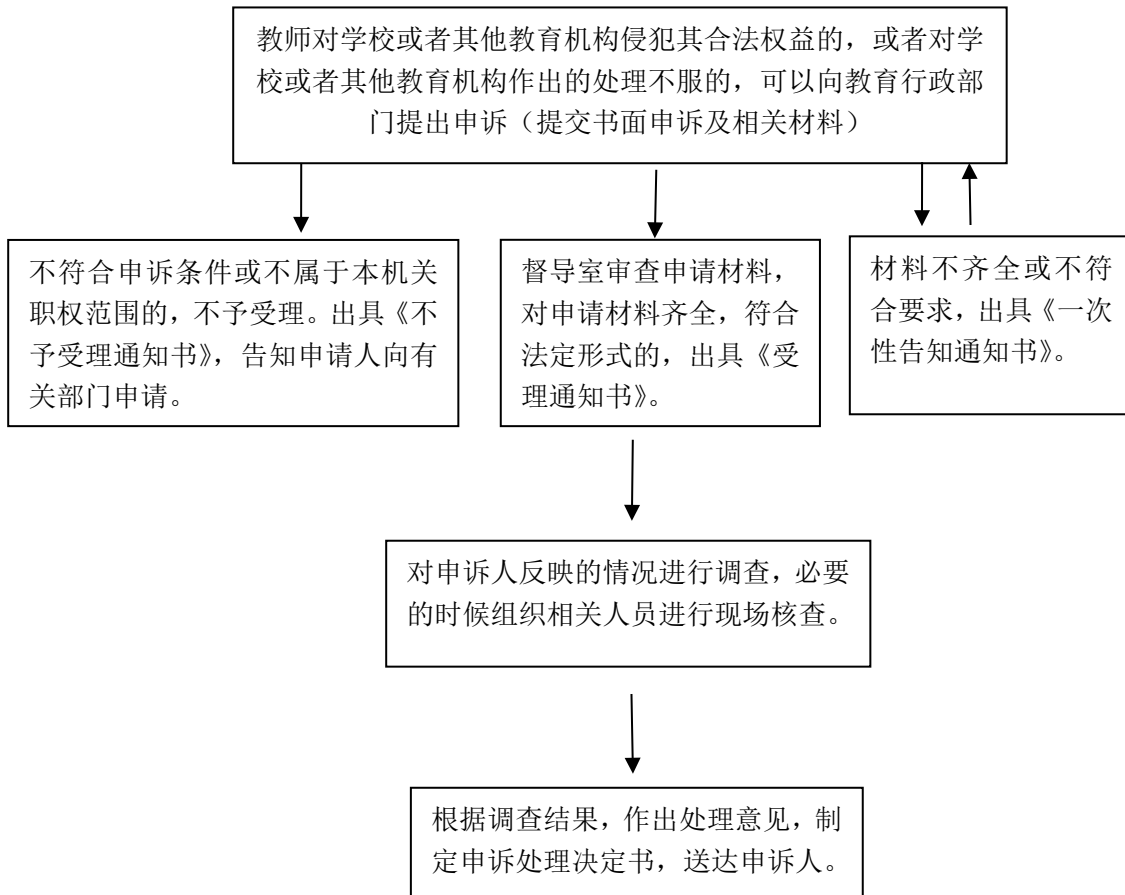 教师对学校或者其他教育机构侵犯其合法权益的，或者对学
校或者其他教育机构作出的处理不服的，可以向教育行政部
门提出申诉（提交书面申诉及相关材料）
不符合申诉条件或不属于本机关
职权范围的，不予受理。出具《不
予受理通知书》，告知申请人向有
关部门申请。
督导室审查申请材料，
对申请材料齐全，符合
法定形式的，出具《受
理通知书》。
材料不齐全或不符
合要求，出具《一次
性告知通知书》。
对申诉人反映的情况进行调查，必要
的时候组织相关人员进行现场核查。
根据调查结果，作出处理意见，制
定申诉处理决定书，送达申诉人。